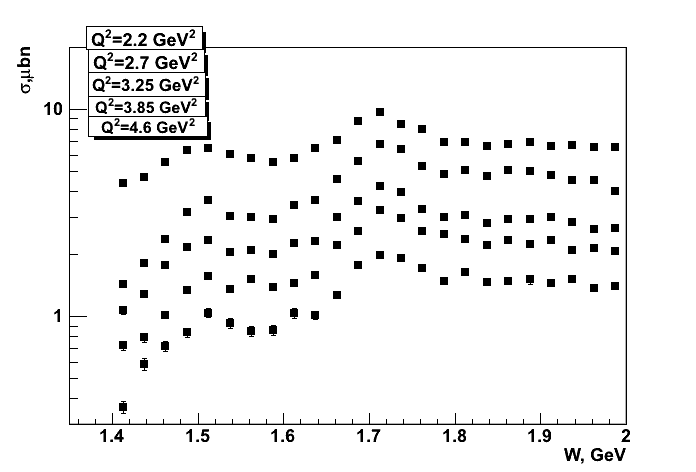 Q²=2.2 GeV²
Q²=2.7 GeV²
Q²=3.25 GeV²
Q²=3.85 GeV²
Q²=4.6 GeV²
σ,μbn
10
1
1.4 1.5 1.6 1.7 1.8 1.9 2
W, GeV